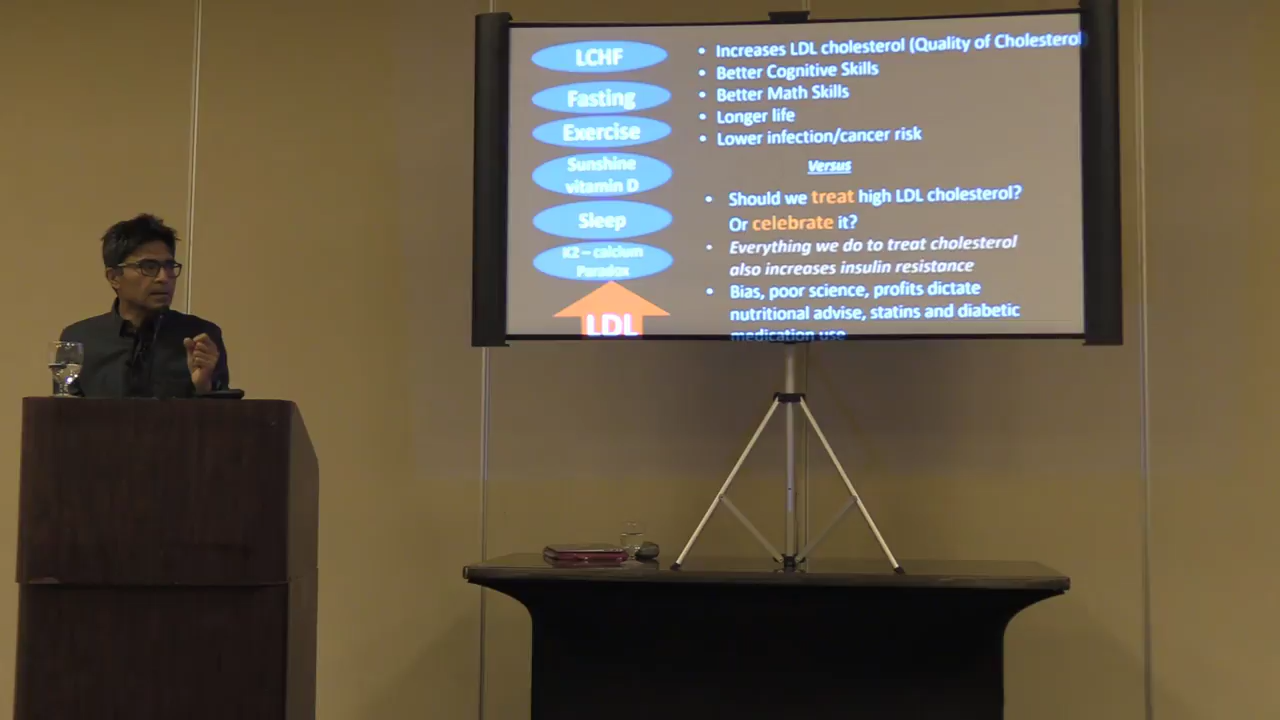 LCHF
Fasting
Exercise
Sunshine
vitamin D
Sleep
K2 – calcium
Paradox
LDL
• Increases LDL cholesterol (Quality of Cholesterol
• Better Cognitive Skills
• Better Math Skills
• Longer life
• Lower infection/cancer risk
Versus
• Should we treat high LDL cholesterol?
Or celebrate it?
• Everything we do to treat cholesterol
also increases insulin resistance
• Bias, poor science, profits dictate
nutritional advise, statins and diabetic
medication use